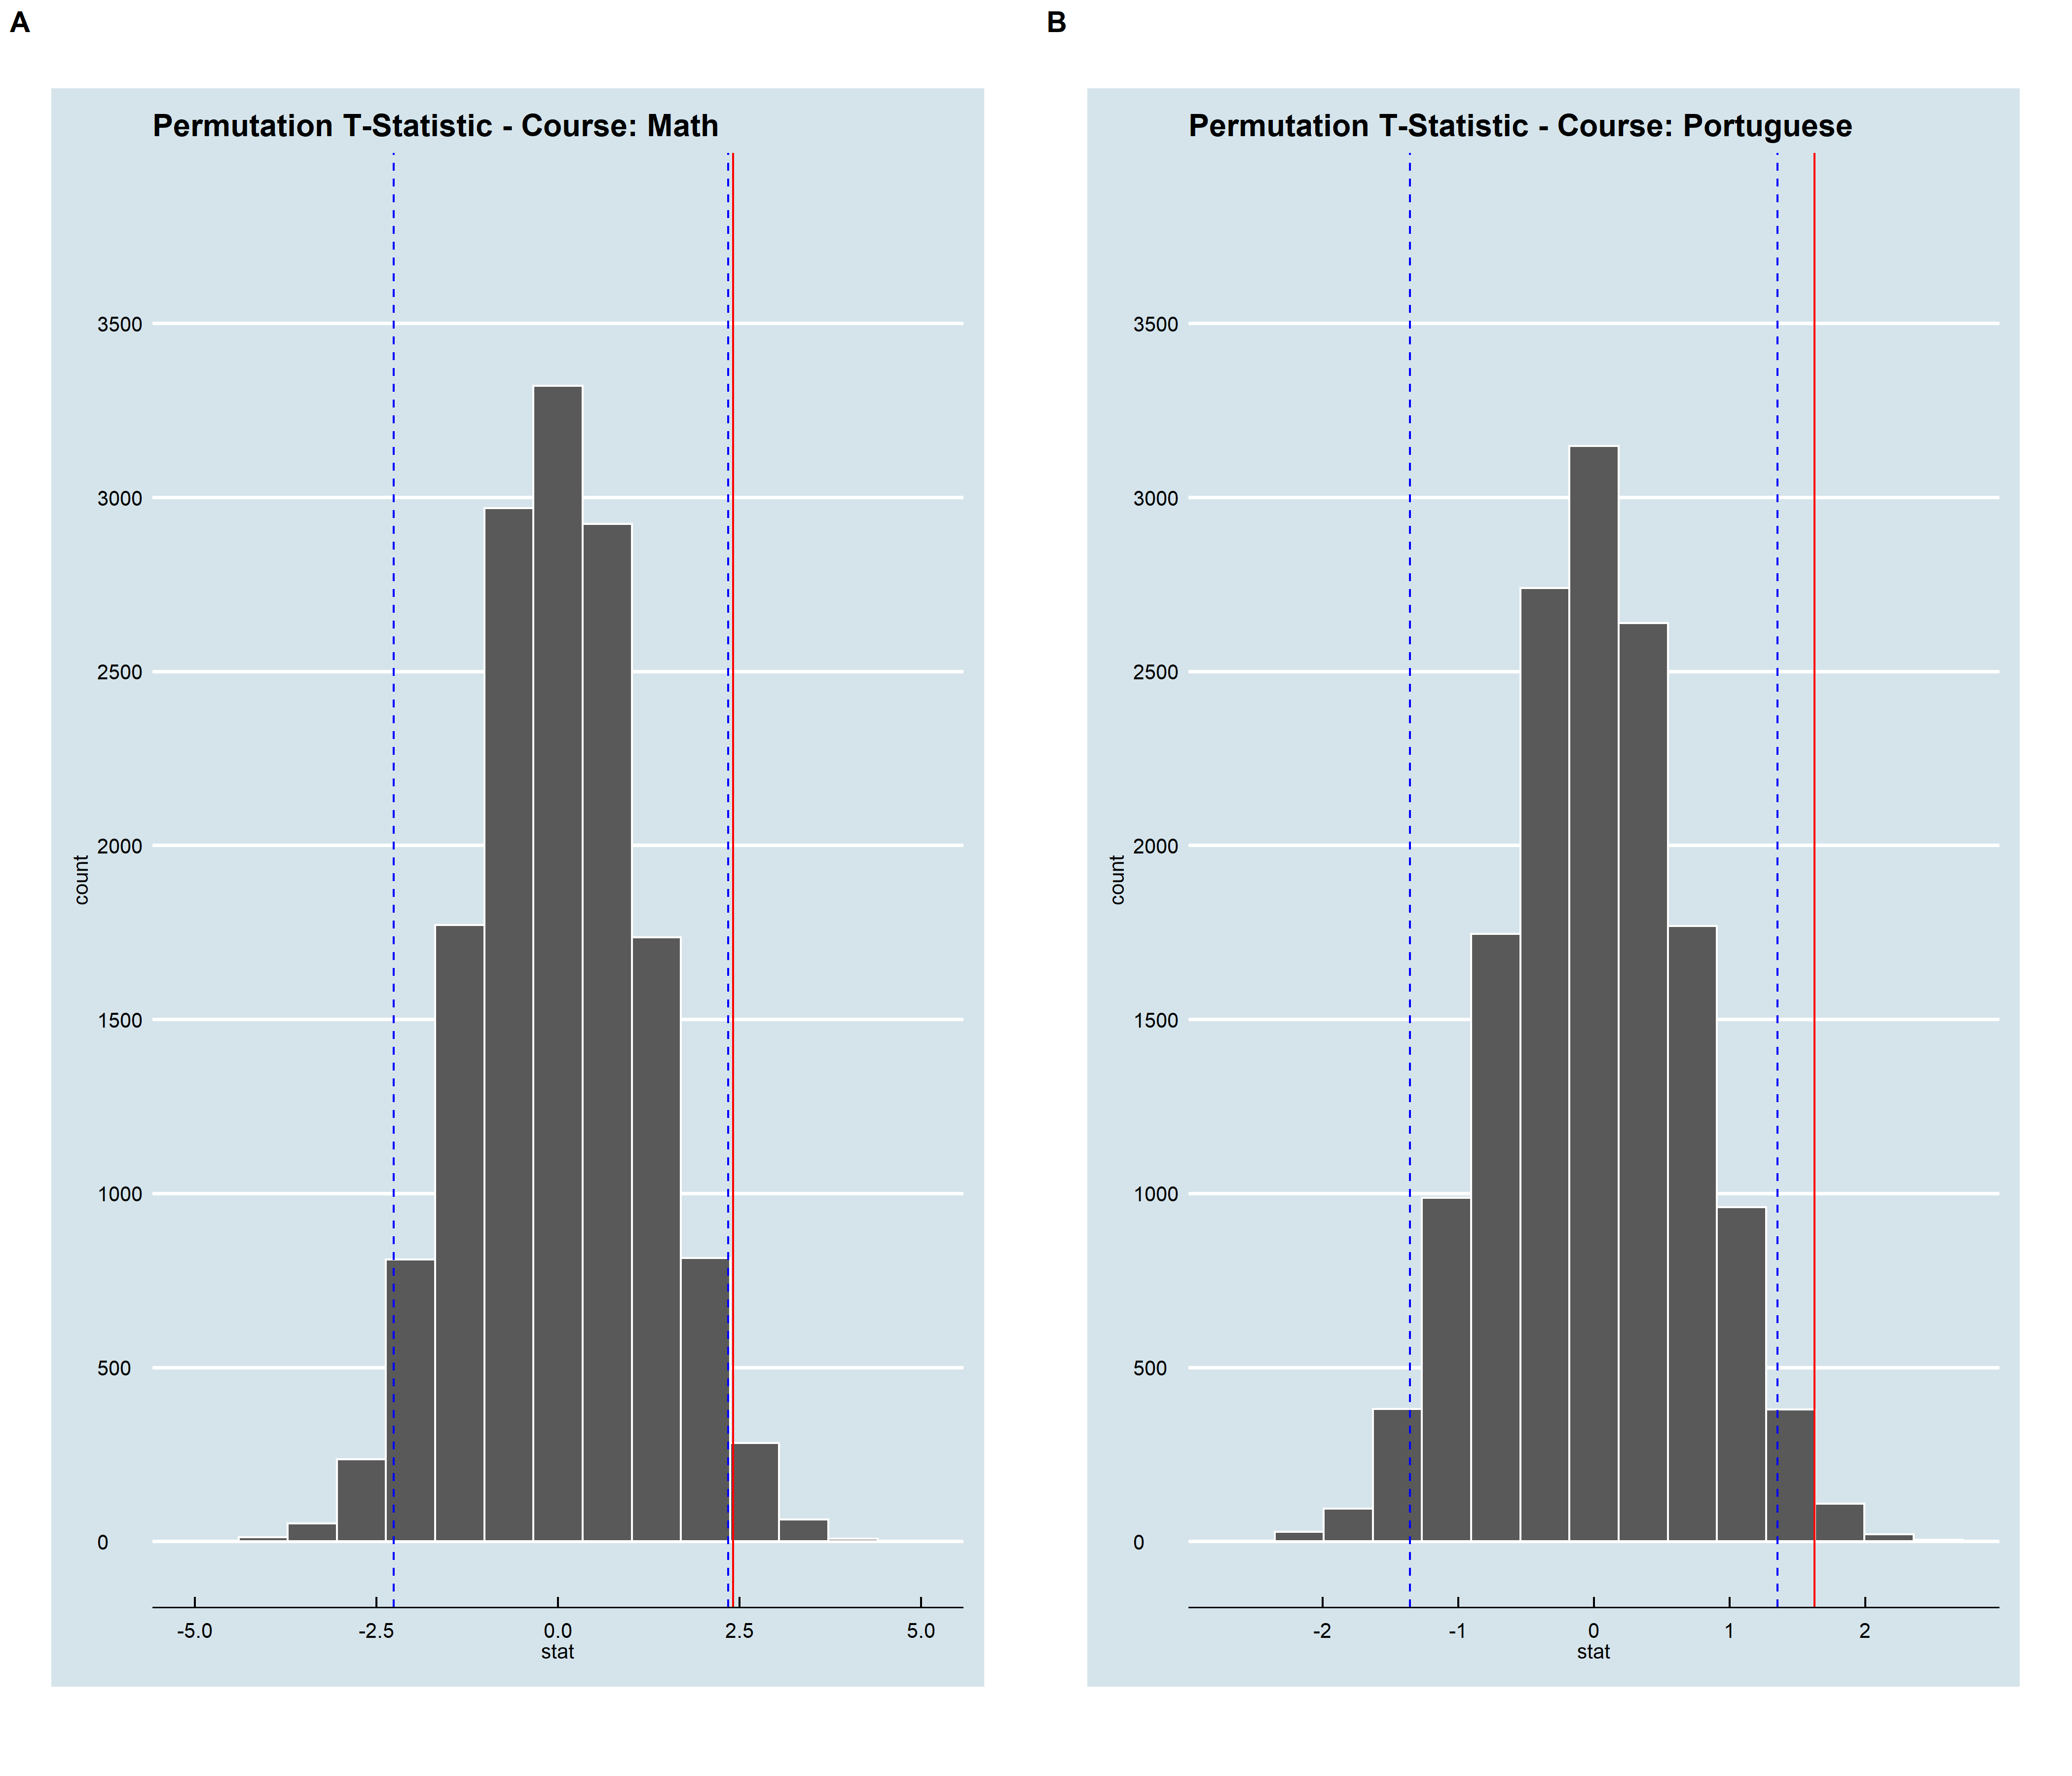 A
Permutation T-Statistic - Course: Math
3500
3000
2500
2000
1500
1000
500
0
count
-5.0 -2.5 0.0 2.5 5.0
stat
B
Permutation T-Statistic - Course: Portuguese
3500
3000
2500
2000
1500
1000
500
0
count
-2 -1 0 1 2
stat